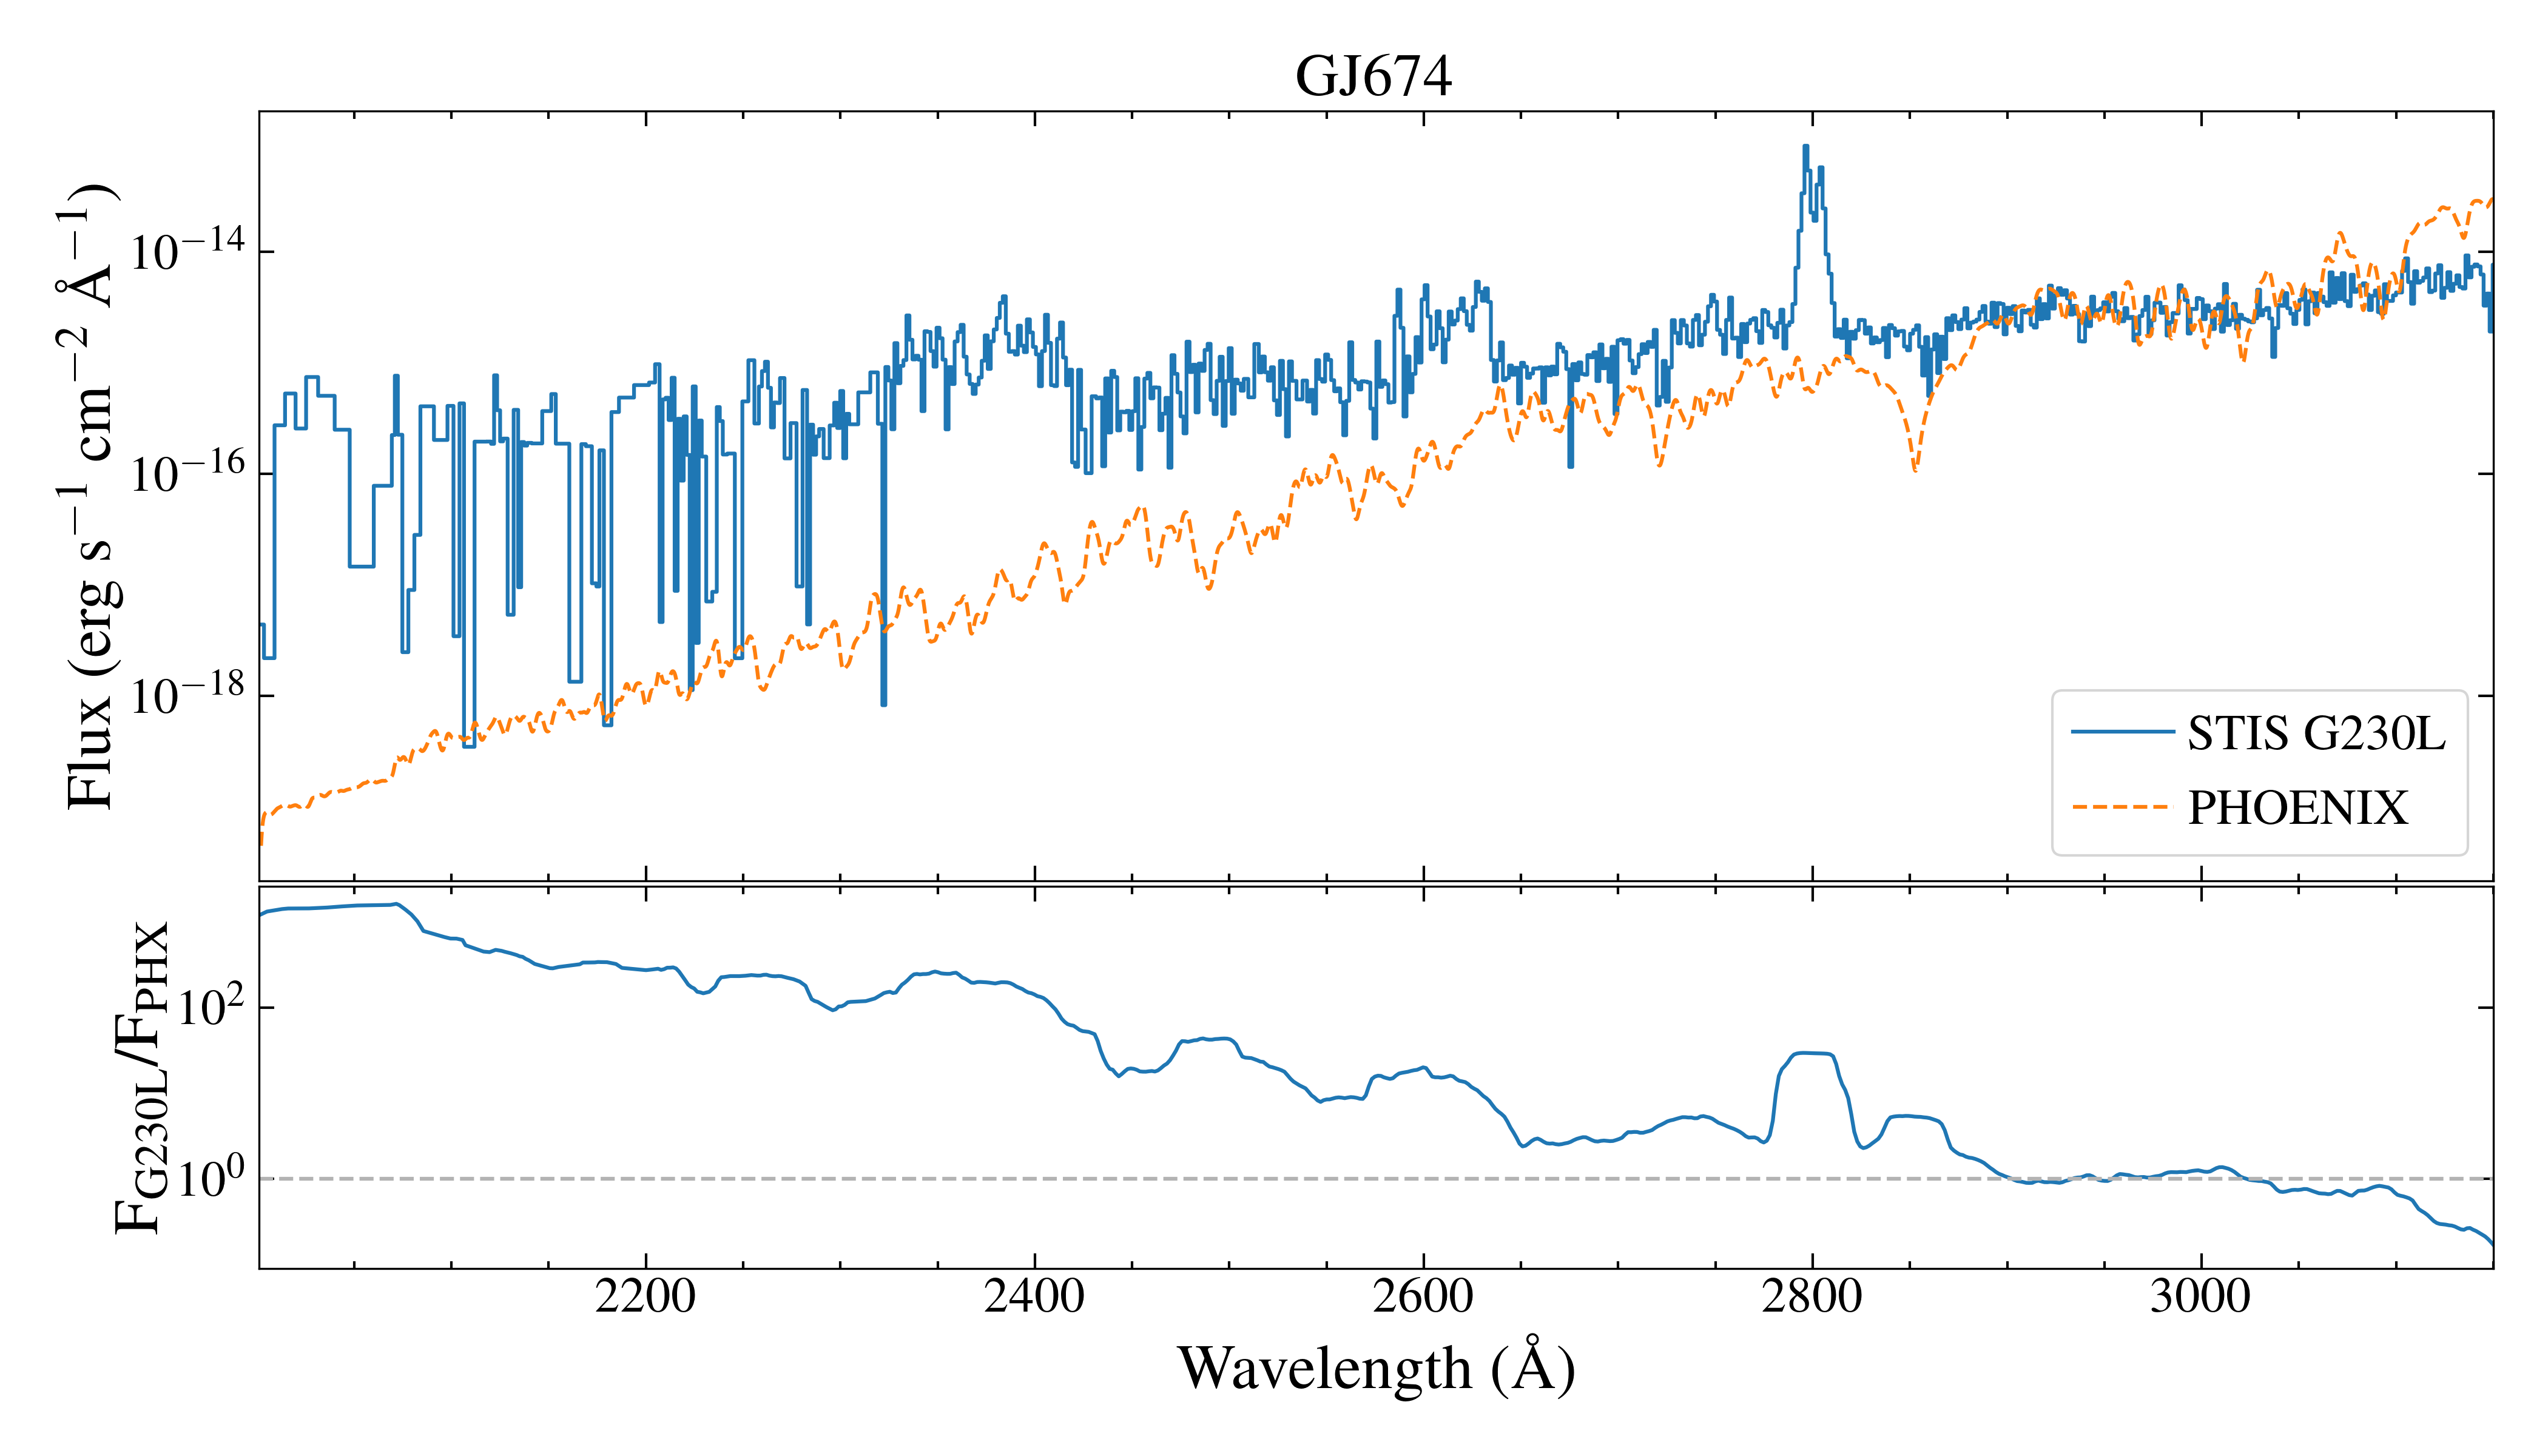 GJ674
Flux (erg s⁻¹ cm⁻² Å⁻¹)
10⁻¹⁴
10⁻¹⁶
10⁻¹⁸
STIS G230L
PHOENIX
F_G230L/F_PHX
10²
10⁰
2200 2400 2600 2800 3000
Wavelength (Å)